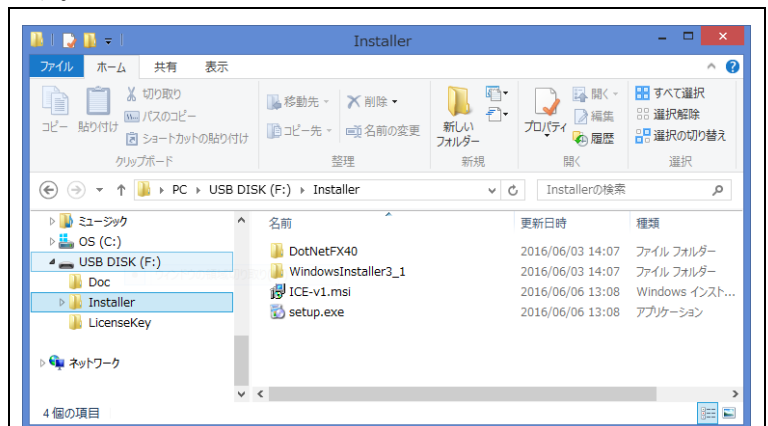 Installer
ファイル ホーム 共有 表示
コピー 貼り付け 切り取り パスのコピー ショートカットの貼り付け
移動先 削除 コピー先 名前の変更
新しい フォルダー
プロパティ 開く 編集 履歴
すべて選択 選択解除 選択の切り替え
クリップボード 整理 新規 開く 選択
PC USB DISK (F:) Installer Installerの検索
ミュージック
OS (C:)
USB DISK (F:)
Doc
Installer
LicenseKey
ネットワーク
名前 更新日時 種類
DotNetFX40 2016/06/03 14:07 ファイル フォルダー
WindowsInstaller3_1 2016/06/03 14:07 ファイル フォルダー
ICE-v1.msi 2016/06/06 13:08 Windows インスト...
setup.exe 2016/06/06 13:08 アプリケーション
4 個の項目